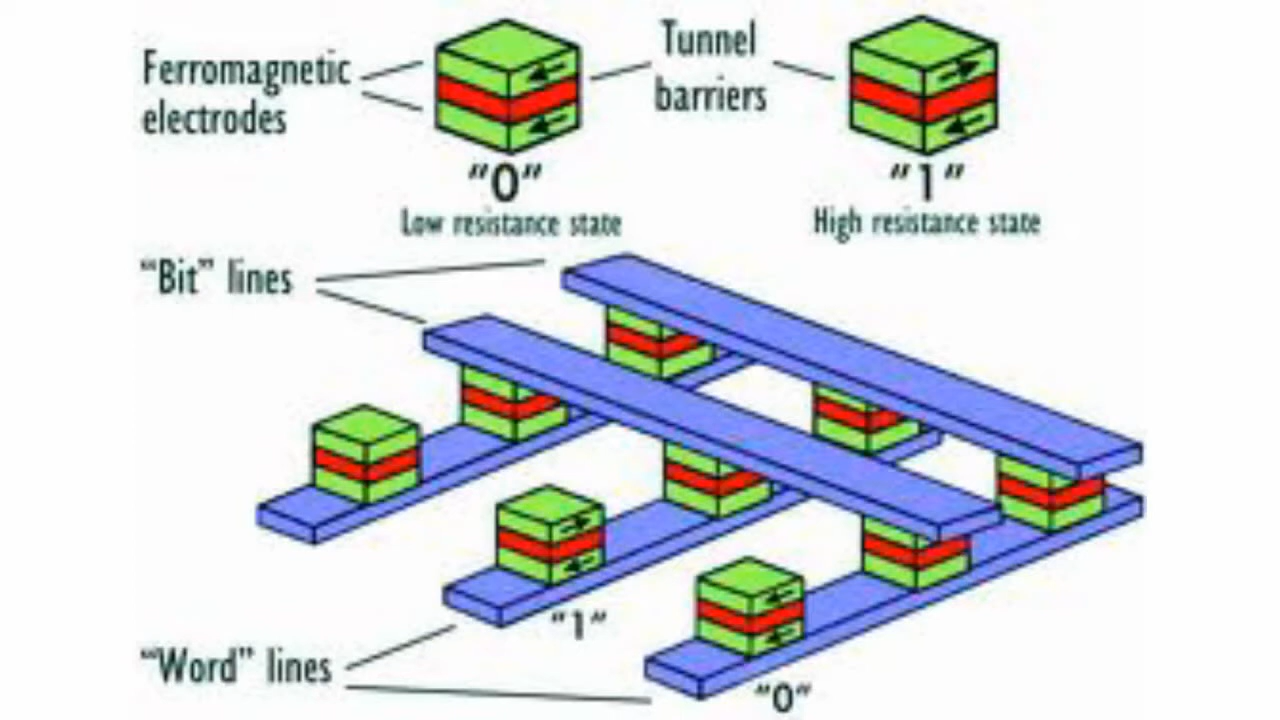 Ferromagnetic
electrodes
Tunnel
barriers
"0"
Low resistance state
"1"
High resistance state
"Bit" lines
"1"
"Word" lines
"0"